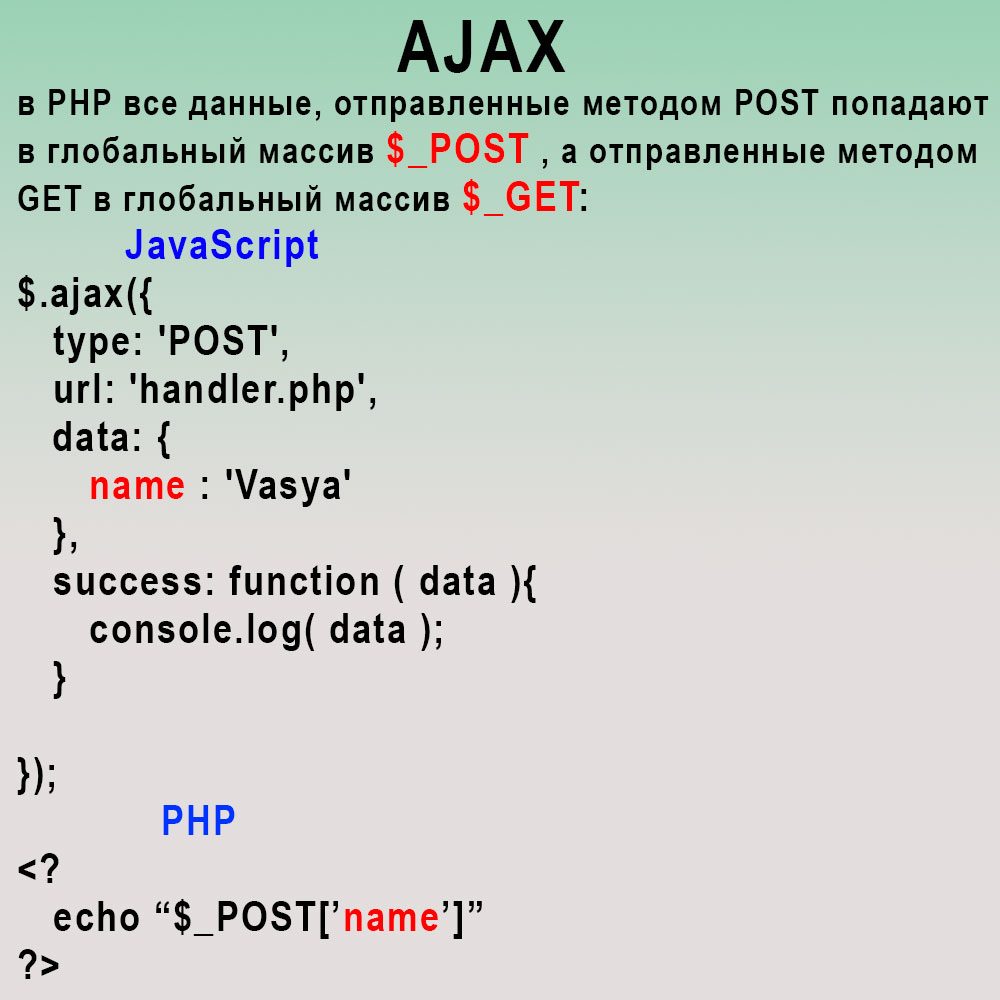 AJAX
в PHP все данные, отправленные методом POST попадают
в глобальный массив $_POST , а отправленные методом
GET в глобальный массив $_GET:
JavaScript
$.ajax({
type: 'POST',
url: 'handler.php',
data: {
name : 'Vasya'
},
success: function ( data ){
console.log( data );
}
});
PHP
<?
echo “$_POST[’name’]”
?>